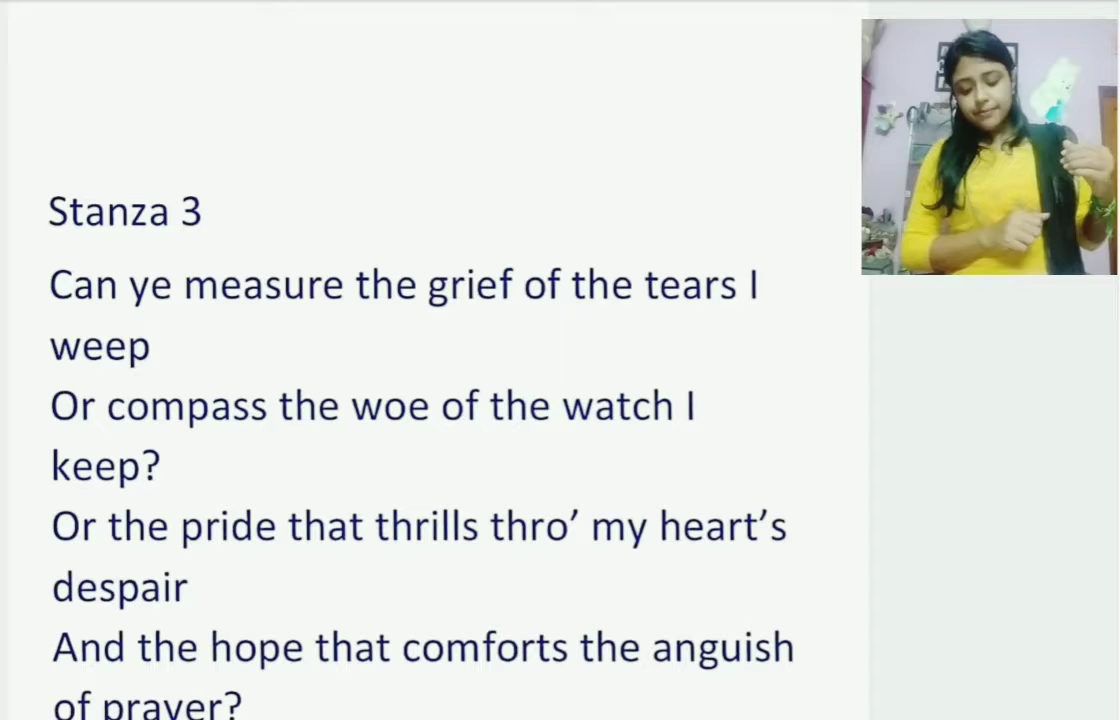 Stanza 3
Can ye measure the grief of the tears I
weep
Or compass the woe of the watch I
keep?
Or the pride that thrills thro’ my heart’s
despair
And the hope that comforts the anguish
of prayer?